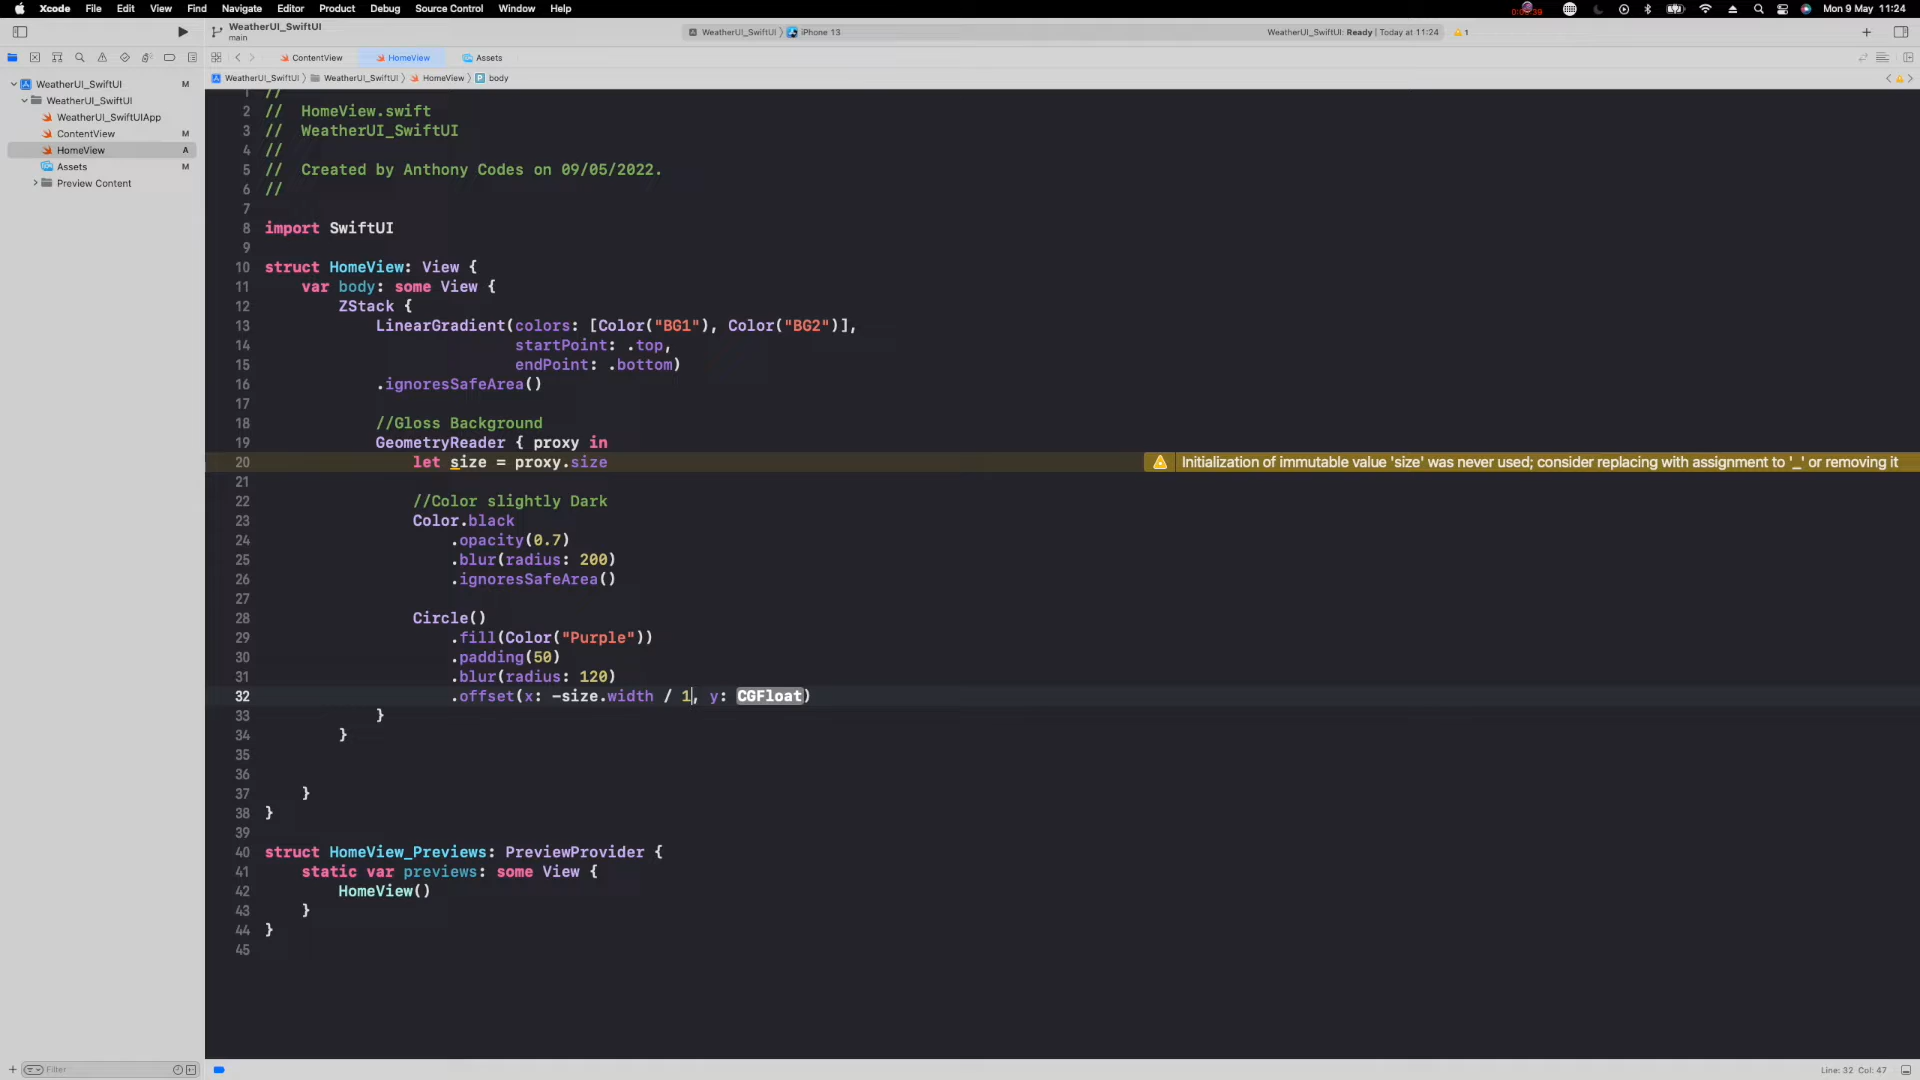 Xcode File Edit View Find Navigate Editor Product Debug Source Control Window Help Mon 9 May 11:24
WeatherUI_SwiftUI
main
WeatherUI_SwiftUI iPhone 13
WeatherUI_SwiftUI: Ready | Today at 11:24 1
ContentView HomeView Assets
WeatherUI_SwiftUI WeatherUI_SwiftUI HomeView P body
WeatherUI_SwiftUI M
WeatherUI_SwiftUI
WeatherUI_SwiftUIApp
ContentView M
HomeView A
Assets M
Preview Content
1 //
2 //  HomeView.swift
3 //  WeatherUI_SwiftUI
4 //
5 //  Created by Anthony Codes on 09/05/2022.
6 //
7
8 import SwiftUI
9
10 struct HomeView: View {
11     var body: some View {
12         ZStack {
13             LinearGradient(colors: [Color("BG1"), Color("BG2")],
14                            startPoint: .top,
15                            endPoint: .bottom)
16             .ignoresSafeArea()
17
18             //Gloss Background
19             GeometryReader { proxy in
20                 let size = proxy.size Initialization of immutable value 'size' was never used; consider replacing with assignment to '_' or removing it
21
22                 //Color slightly Dark
23                 Color.black
24                     .opacity(0.7)
25                     .blur(radius: 200)
26                     .ignoresSafeArea()
27
28                 Circle()
29                     .fill(Color("Purple"))
30                     .padding(50)
31                     .blur(radius: 120)
32                     .offset(x: -size.width / 1, y: CGFloat)
33             }
34         }
35
36
37     }
38 }
39
40 struct HomeView_Previews: PreviewProvider {
41     static var previews: some View {
42         HomeView()
43     }
44 }
45
Filter
Line: 32 Col: 47